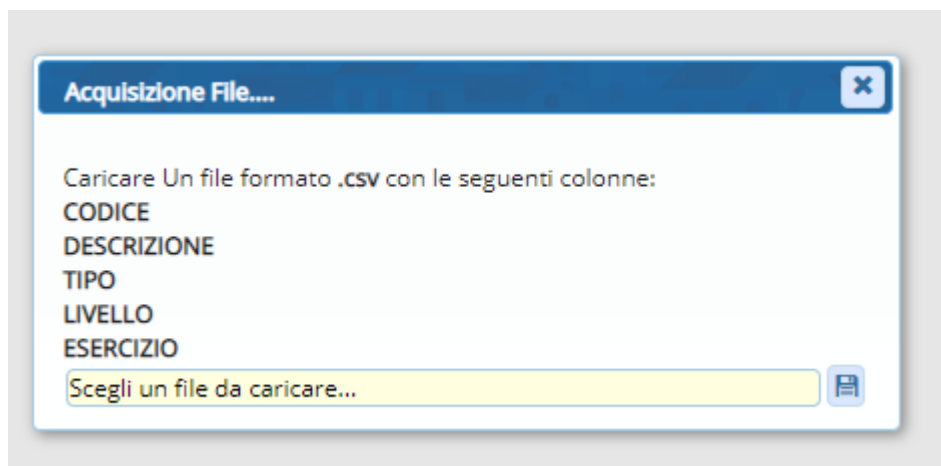 Acquisizione File....
Caricare Un file formato .csv con le seguenti colonne:
CODICE
DESCRIZIONE
TIPO
LIVELLO
ESERCIZIO
Scegli un file da caricare...